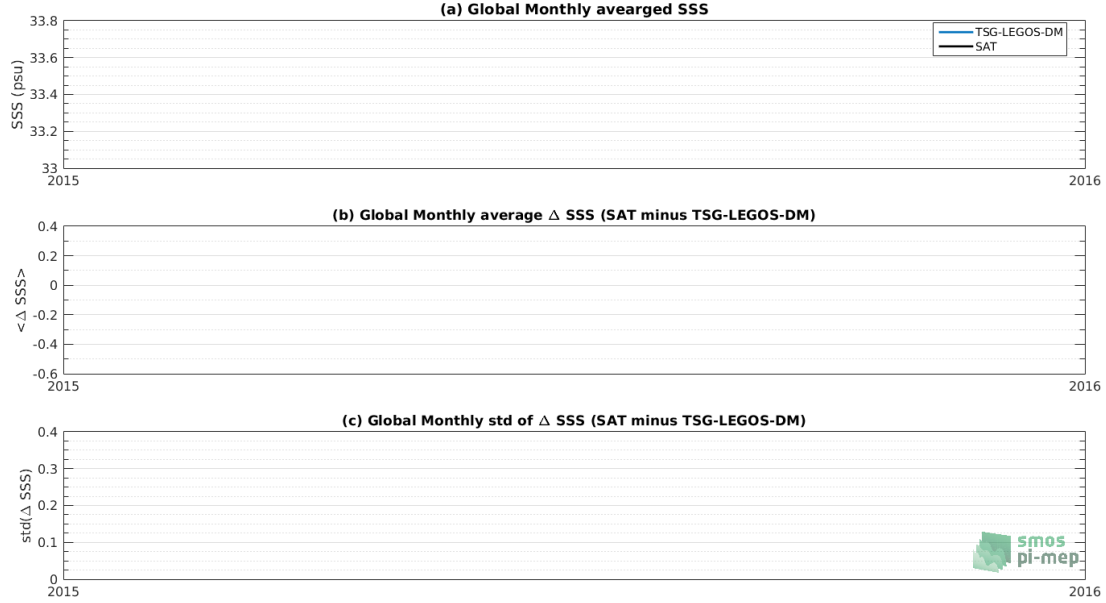 (a) Global Monthly avearged SSS
TSG-LEGOS-DM
SAT
SSS (psu)
33.8
33.6
33.4
33.2
33
2015
2016
(b) Global Monthly average Δ SSS (SAT minus TSG-LEGOS-DM)
<Δ SSS>
0.4
0.2
0
-0.2
-0.4
-0.6
2015
2016
(c) Global Monthly std of Δ SSS (SAT minus TSG-LEGOS-DM)
std(Δ SSS)
0.4
0.3
0.2
0.1
0
2015
2016
smos
pi-mep